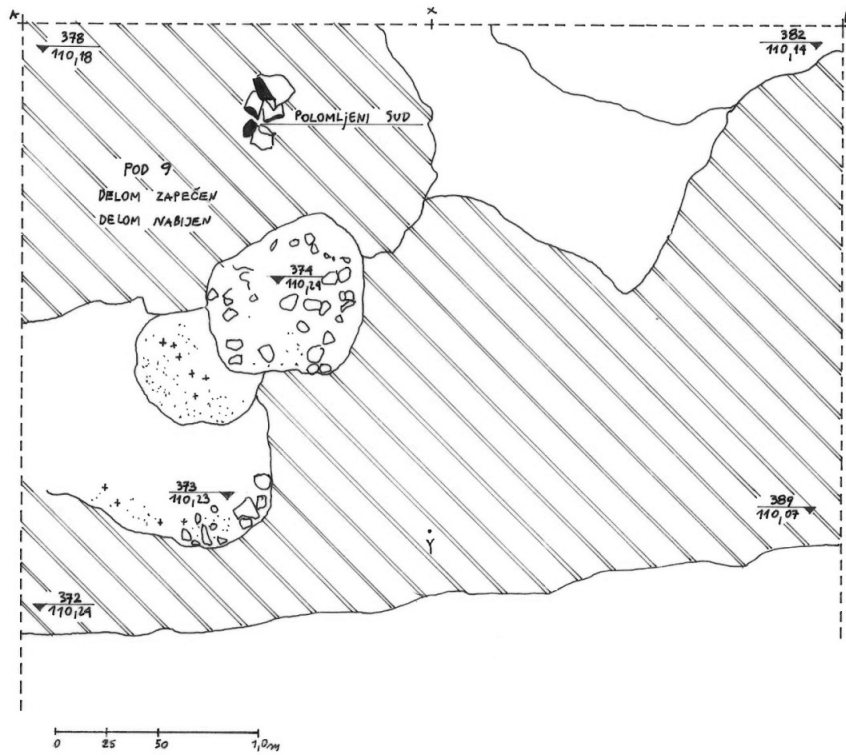 A X A
378
110,18
382
110,14
POLOMLJENI SUD
POD 9
DELOM ZAPEČEN
DELOM NABIJEN
374
110,24
373
110,23
389
110,07
Y
372
110,24
0 25 50 1,0m